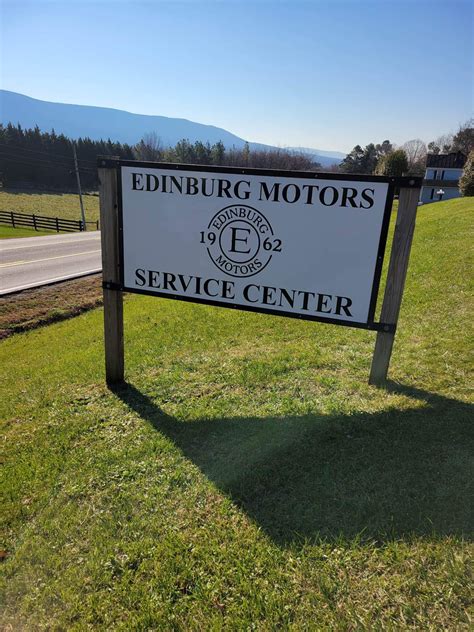 EDINBURG MOTORS
EDINBURG
19 E 62
MOTORS
SERVICE CENTER